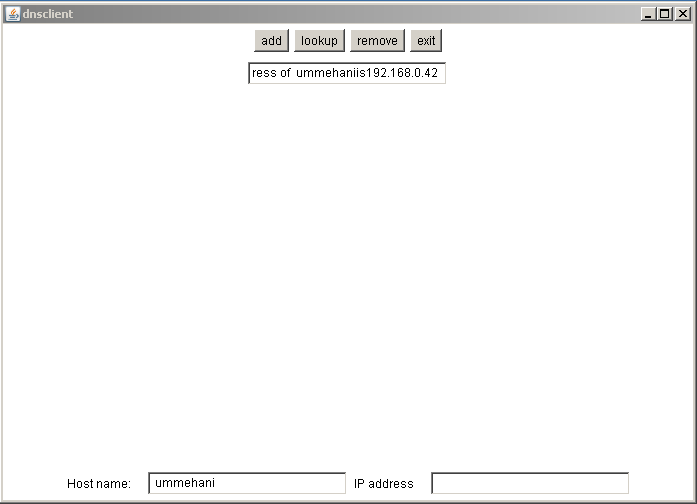 dnsclient
add lookup remove exit
ress of ummehaniis192.168.0.42
Host name: ummehani IP address